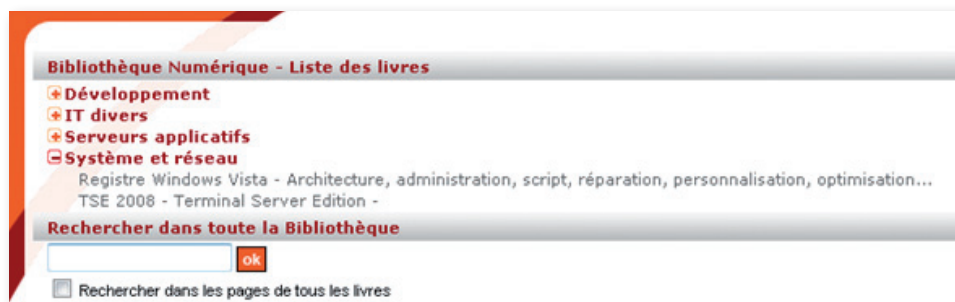 Bibliothèque Numérique - Liste des livres
Développement
IT divers
Serveurs applicatifs
Système et réseau
Registre Windows Vista - Architecture, administration, script, réparation, personnalisation, optimisation...
TSE 2008 - Terminal Server Edition -
Rechercher dans toute la Bibliothèque
ok
Rechercher dans les pages de tous les livres